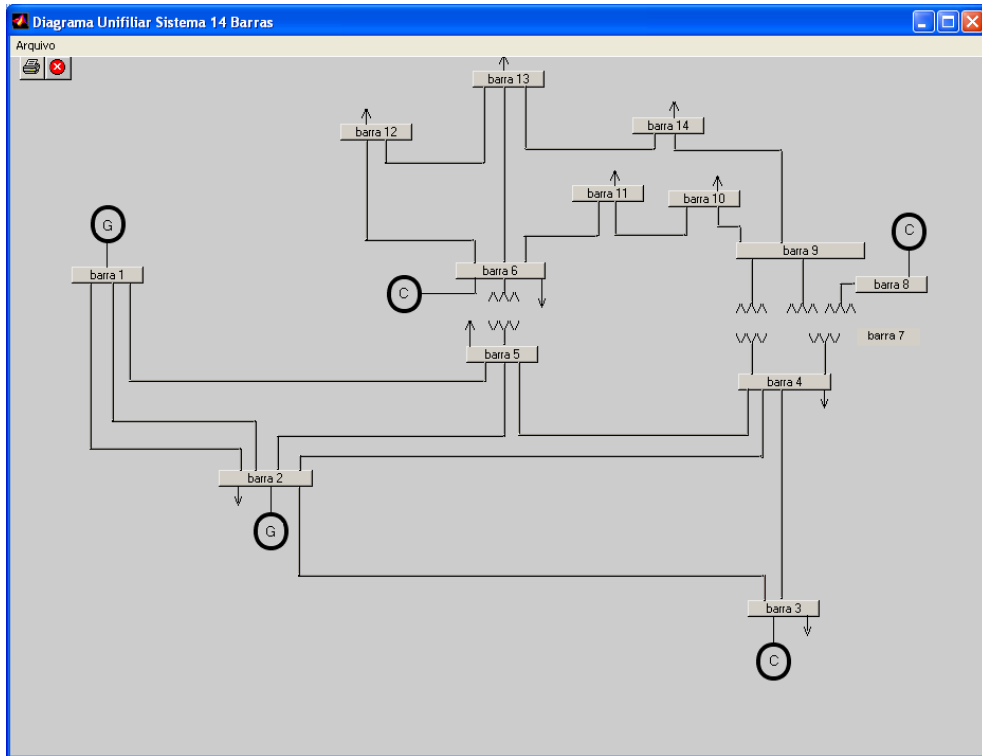 Diagrama Unifiliar Sistema 14 Barras
Arquivo
barra 13
barra 12
barra 14
barra 11
barra 10
G
C
barra 9
barra 1
barra 6
barra 8
C
barra 7
barra 5
barra 4
barra 2
G
barra 3
C